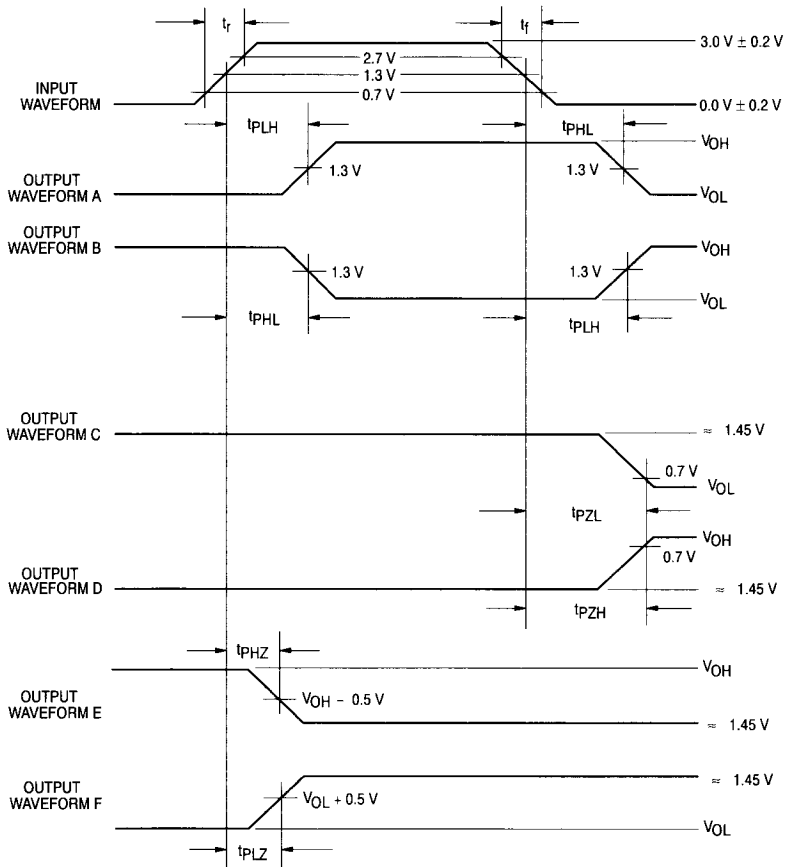 tr
tf
3.0 V ± 0.2 V
2.7 V
1.3 V
0.7 V
INPUT
WAVEFORM
0.0 V ± 0.2 V
tPLH
tPHL
VOH
1.3 V
1.3 V
OUTPUT
WAVEFORM A
VOL
OUTPUT
WAVEFORM B
VOH
1.3 V
1.3 V
VOL
tPHL
tPLH
OUTPUT
WAVEFORM C
≈ 1.45 V
0.7 V
VOL
tPZL
VOH
0.7 V
OUTPUT
WAVEFORM D
≈ 1.45 V
tPZH
tPHZ
VOH
OUTPUT
WAVEFORM E
VOH – 0.5 V
≈ 1.45 V
OUTPUT
WAVEFORM F
≈ 1.45 V
VOL + 0.5 V
VOL
tPLZ